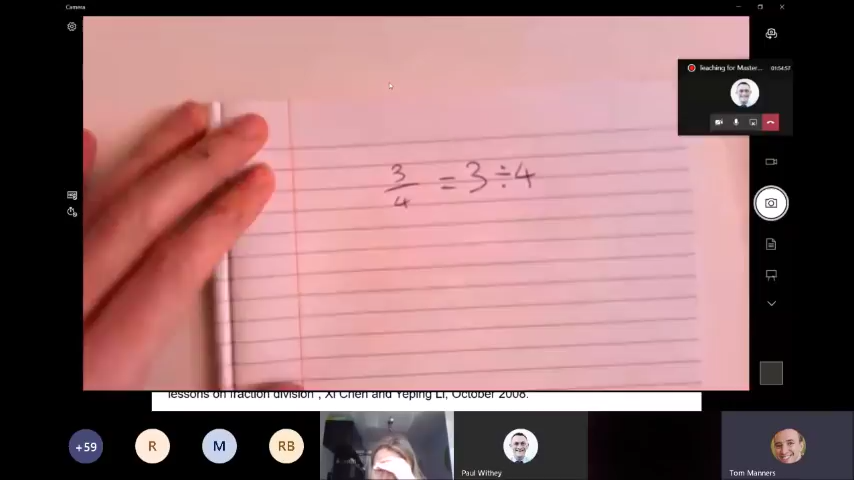 Camera
Teaching for Master...
01:54:57
3/4 = 3 ÷ 4
lessons on fraction division", Xi Chen and Yeping Li, October 2008.
+59
R
M
RB
Paul Withey
Tom Manners